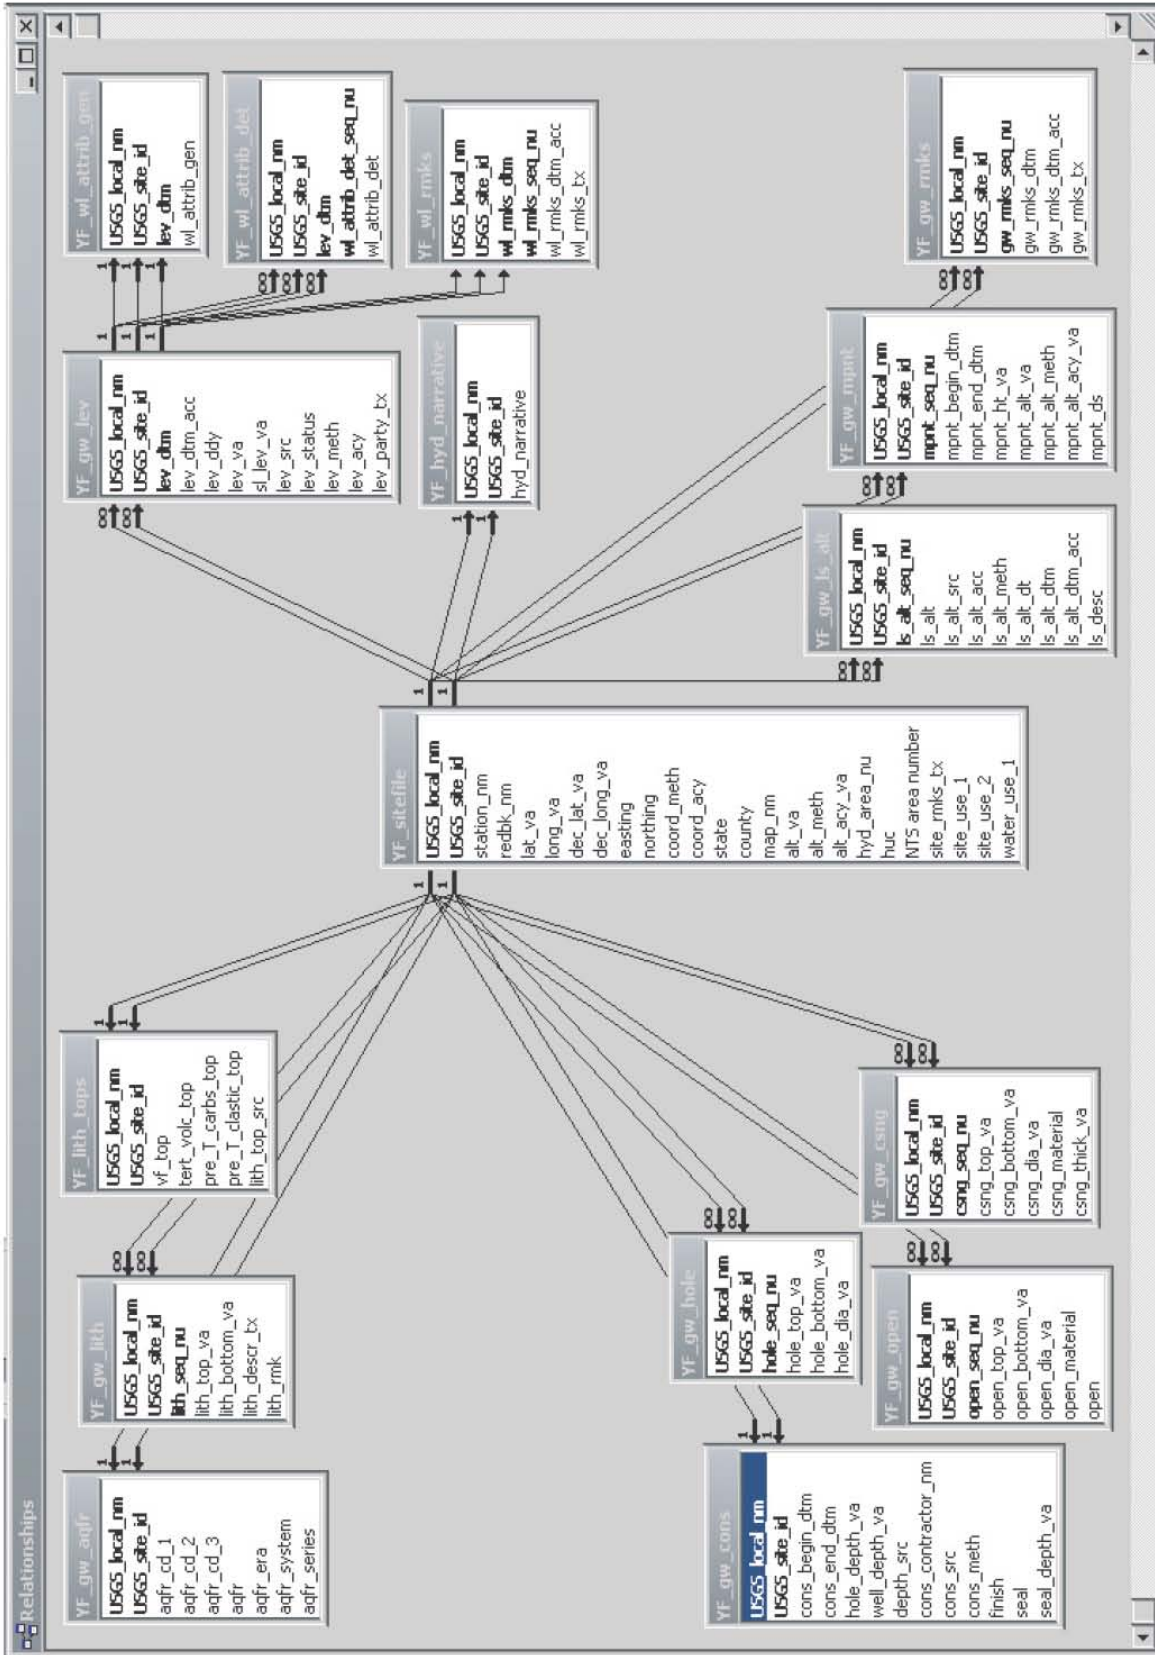 Relationships
YF_gw_aqfr
USGS_local_nm
USGS_site_id
aqfr_cd_1
aqfr_cd_2
aqfr_cd_3
aqfr
aqfr_era
aqfr_system
aqfr_series
YF_gw_lith
USGS_local_nm
USGS_site_id
lith_seq_nu
lith_top_va
lith_bottom_va
lith_descr_tx
lith_rmk
YF_lith_tops
USGS_local_nm
USGS_site_id
vf_top
tert_volc_top
pre_T_carbs_top
pre_T_clastic_top
lith_top_src
YF_gw_lev
USGS_local_nm
USGS_site_id
lev_dtm
lev_dtm_acc
lev_ddy
lev_va
sl_lev_va
lev_src
lev_status
lev_meth
lev_acy
lev_party_tx
YF_wl_attrib_gen
USGS_local_nm
USGS_site_id
lev_dtm
wl_attrib_gen
YF_wl_attrib_det
USGS_local_nm
USGS_site_id
lev_dtm
wl_attrib_det_seq_nu
wl_attrib_det
YF_wl_rmks
USGS_local_nm
USGS_site_id
wl_rmks_dtm
wl_rmks_seq_nu
wl_rmks_dtm_acc
wl_rmks_tx
YF_hyd_narrative
USGS_local_nm
USGS_site_id
hyd_narrative
YF_sitefile
USGS_local_nm
USGS_site_id
station_nm
redbk_nm
lat_va
long_va
dec_lat_va
dec_long_va
easting
northing
coord_meth
coord_acy
state
county
map_nm
alt_va
alt_meth
alt_acy_va
hyd_area_nu
huc
NTS area number
site_rmks_tx
site_use_1
site_use_2
water_use_1
YF_gw_cons
USGS_local_nm
USGS_site_id
cons_begin_dtm
cons_end_dtm
hole_depth_va
well_depth_va
depth_src
cons_contractor_nm
cons_src
cons_meth
finish
seal
seal_depth_va
YF_gw_hole
USGS_local_nm
USGS_site_id
hole_seq_nu
hole_top_va
hole_bottom_va
hole_dia_va
YF_gw_open
USGS_local_nm
USGS_site_id
open_seq_nu
open_top_va
open_bottom_va
open_dia_va
open_material
open
YF_gw_csng
USGS_local_nm
USGS_site_id
csng_seq_nu
csng_top_va
csng_bottom_va
csng_dia_va
csng_material
csng_thick_va
YF_gw_ls_alt
USGS_local_nm
USGS_site_id
ls_alt_seq_nu
ls_alt
ls_alt_src
ls_alt_acc
ls_alt_meth
ls_alt_dt
ls_alt_dtm
ls_alt_dtm_acc
ls_desc
YF_gw_mpnt
USGS_local_nm
USGS_site_id
mpnt_seq_nu
mpnt_begin_dtm
mpnt_end_dtm
mpnt_ht_va
mpnt_alt_va
mpnt_alt_meth
mpnt_alt_acy_va
mpnt_ds
YF_gw_rmks
USGS_local_nm
USGS_site_id
gw_rmks_seq_nu
gw_rmks_dtm
gw_rmks_dtm_acc
gw_rmks_tx